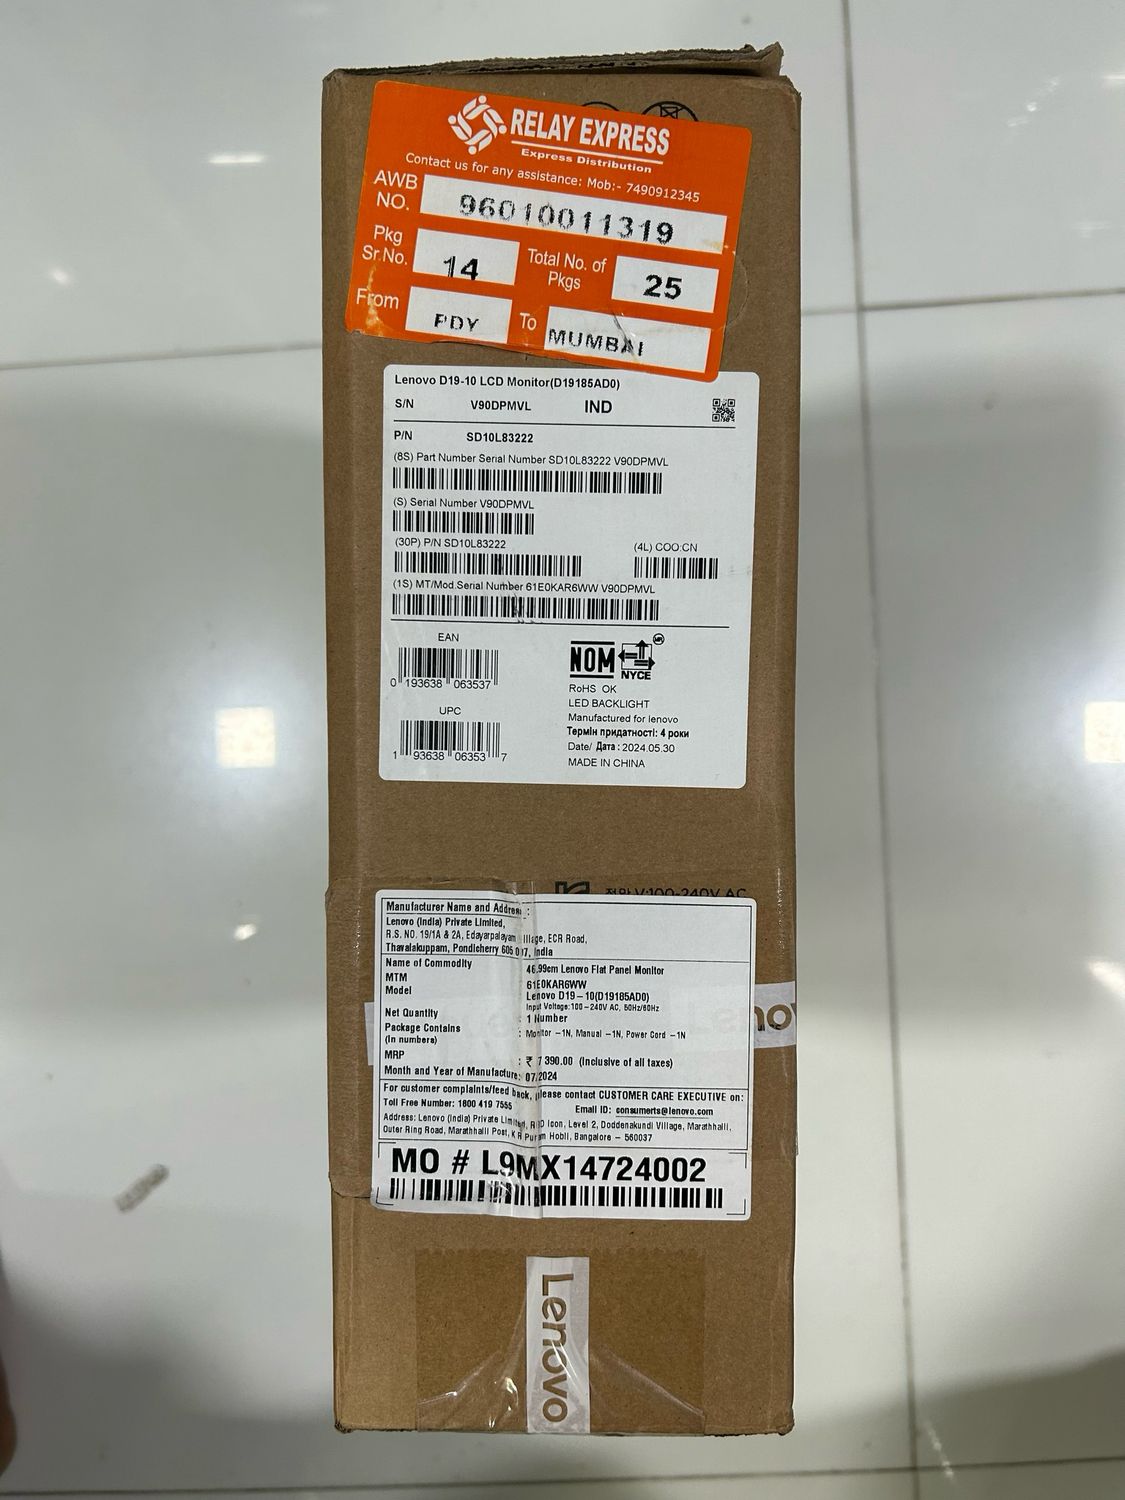 RELAY EXPRESS
Express Distribution
Contact us for any assistance: Mob:- 7490912345
AWB NO. 96010011319
Pkg Sr.No. 14 Total No. of Pkgs 25
From PDY To MUMBAI
Lenovo D19-10 LCD Monitor(D19185AD0)
S/N V90DPMVL IND
P/N SD10L83222
(8S) Part Number Serial Number SD10L83222 V90DPMVL
(S) Serial Number V90DPMVL
(30P) P/N SD10L83222 (4L) COO:CN
(1S) MT/Mod.Serial Number 61E0KAR6WW V90DPMVL
EAN
0 193638 063537
UPC
1 93638 06353 7
NOM NYCE
RoHS OK
LED BACKLIGHT
Manufactured for lenovo
Термін придатності: 4 роки
Date/ Дата : 2024.05.30
MADE IN CHINA
V:100-240V AC
Manufacturer Name and Address :
Lenovo (India) Private Limited,
R.S. NO. 19/1A & 2A, Edayarpalayam Village, ECR Road,
Thavalakuppam, Pondicherry 605 007, India
Name of Commodity 46.99cm Lenovo Flat Panel Monitor
MTM 61E0KAR6WW
Model Lenovo D19-10(D19185AD0)
Input Voltage:100-240V AC, 50Hz/60Hz
Net Quantity : 1 Number
Package Contains : Monitor -1N, Manual -1N, Power Cord -1N
(In numbers)
MRP : ₹ 7 390.00 (Inclusive of all taxes)
Month and Year of Manufacture: 07/2024
For customer complaints/feed back, please contact CUSTOMER CARE EXECUTIVE on:
Toll Free Number: 1800 419 7555 Email ID: consumerts@lenovo.com
Address: Lenovo (India) Private Limited, Icon, Level 2, Doddenakundi Village, Marathhalli,
Outer Ring Road, Marathhalli Post, K R Puram Hobli, Bangalore - 560037
MO # L9MX14724002
Lenovo